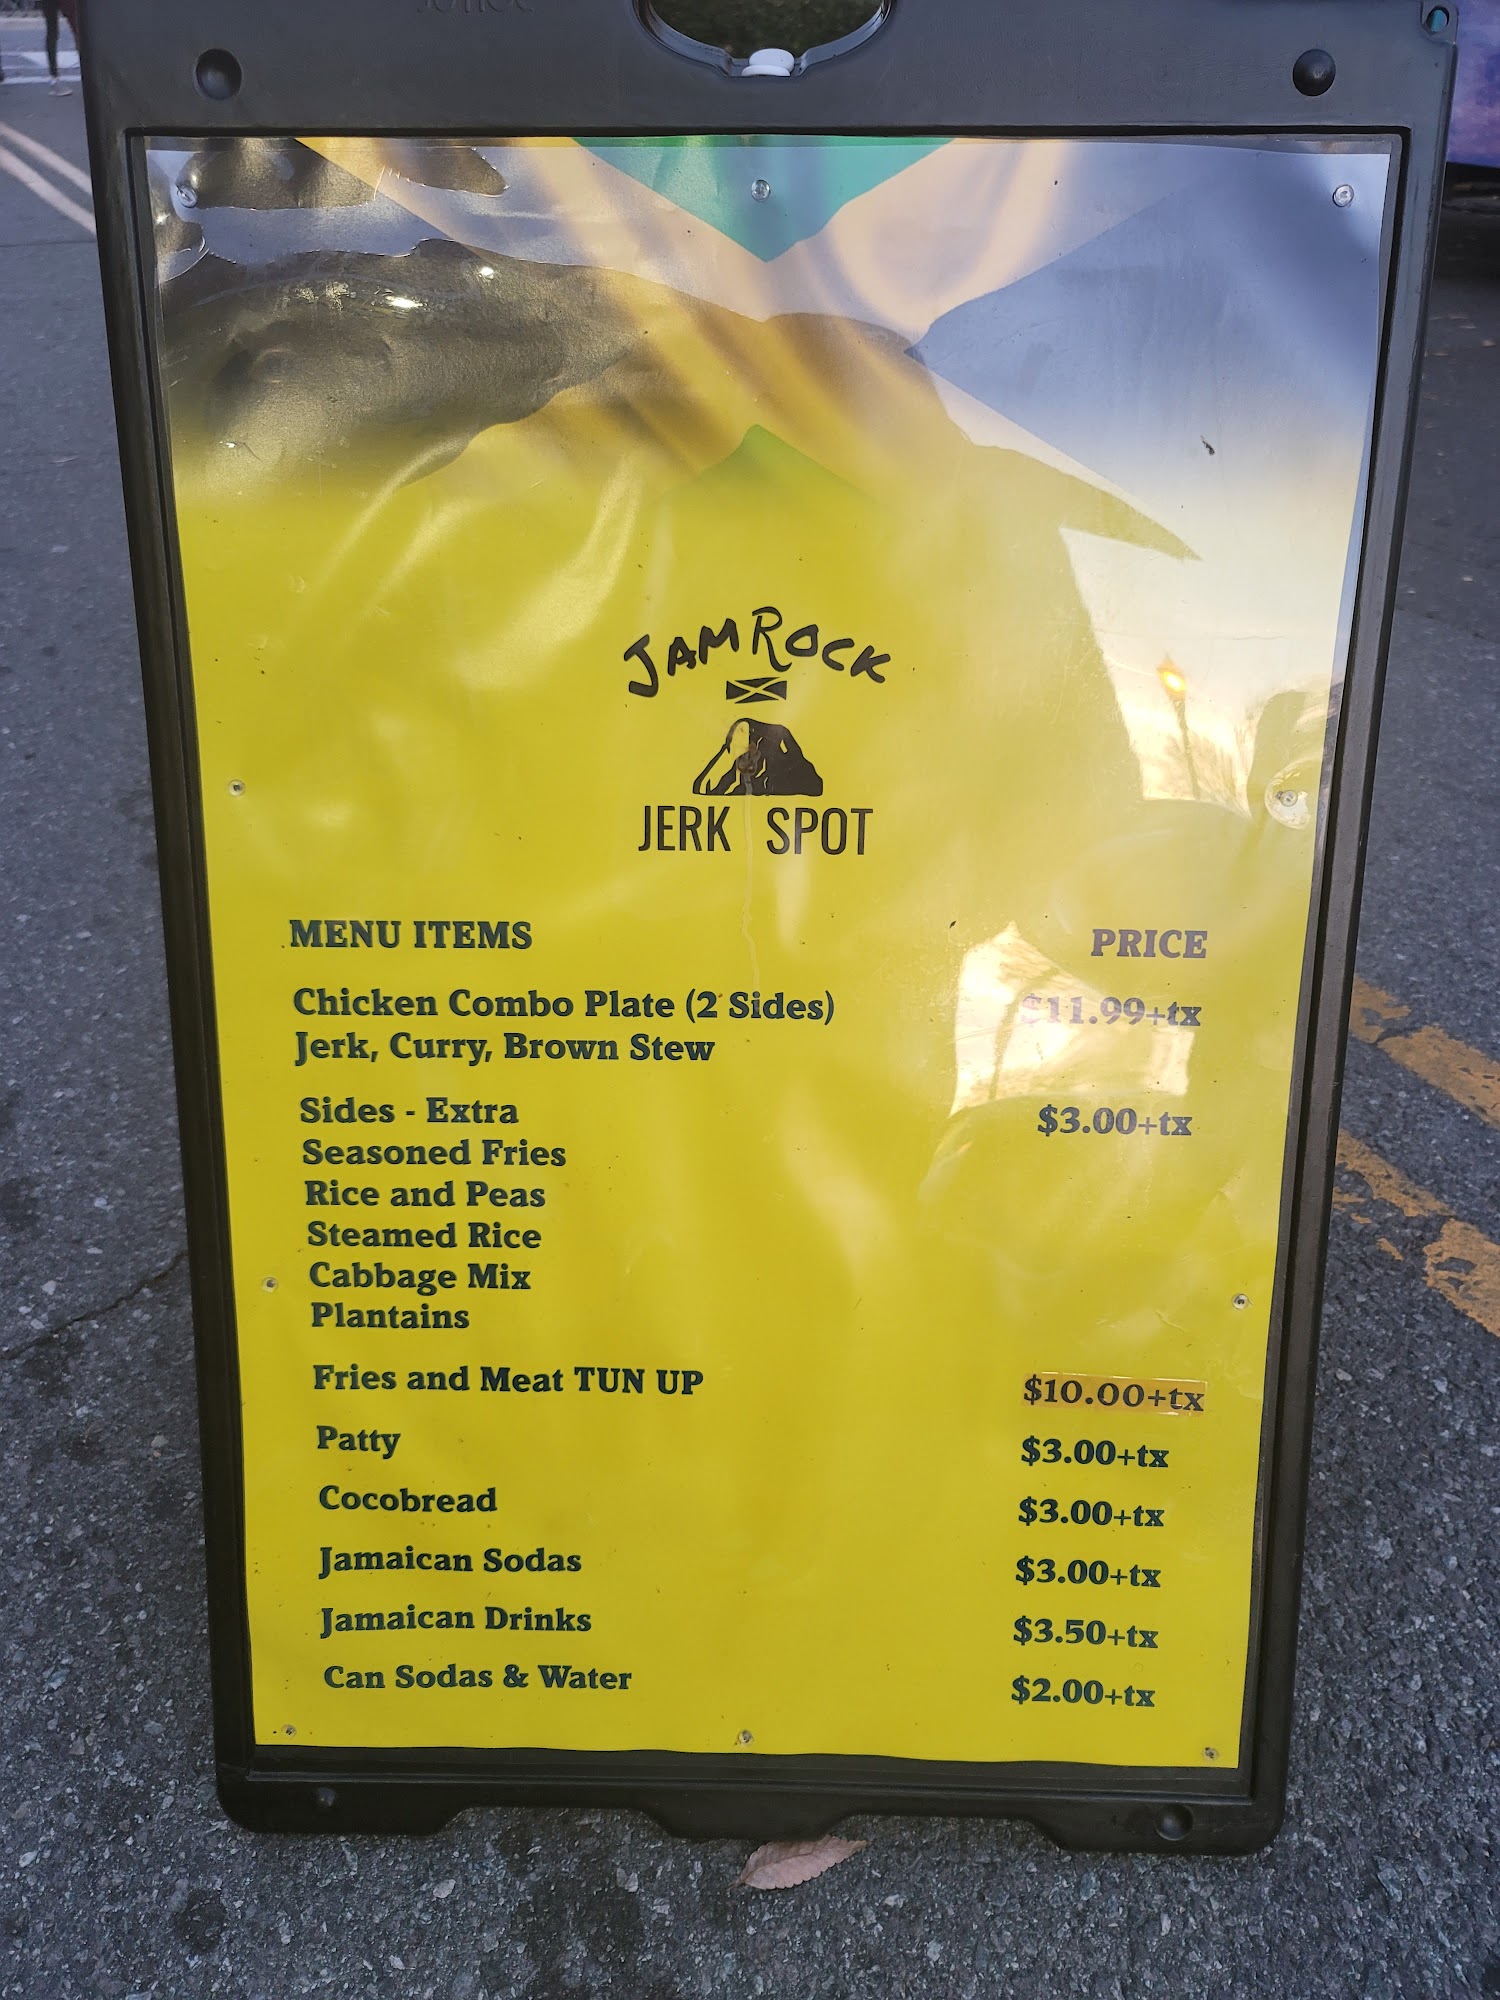 JAMROCK
JERK SPOT
MENU ITEMS PRICE
Chicken Combo Plate (2 Sides) $11.99+tx
Jerk, Curry, Brown Stew
Sides - Extra $3.00+tx
Seasoned Fries
Rice and Peas
Steamed Rice
Cabbage Mix
Plantains
Fries and Meat TUN UP $10.00+tx
Patty $3.00+tx
Cocobread $3.00+tx
Jamaican Sodas $3.00+tx
Jamaican Drinks $3.50+tx
Can Sodas & Water $2.00+tx